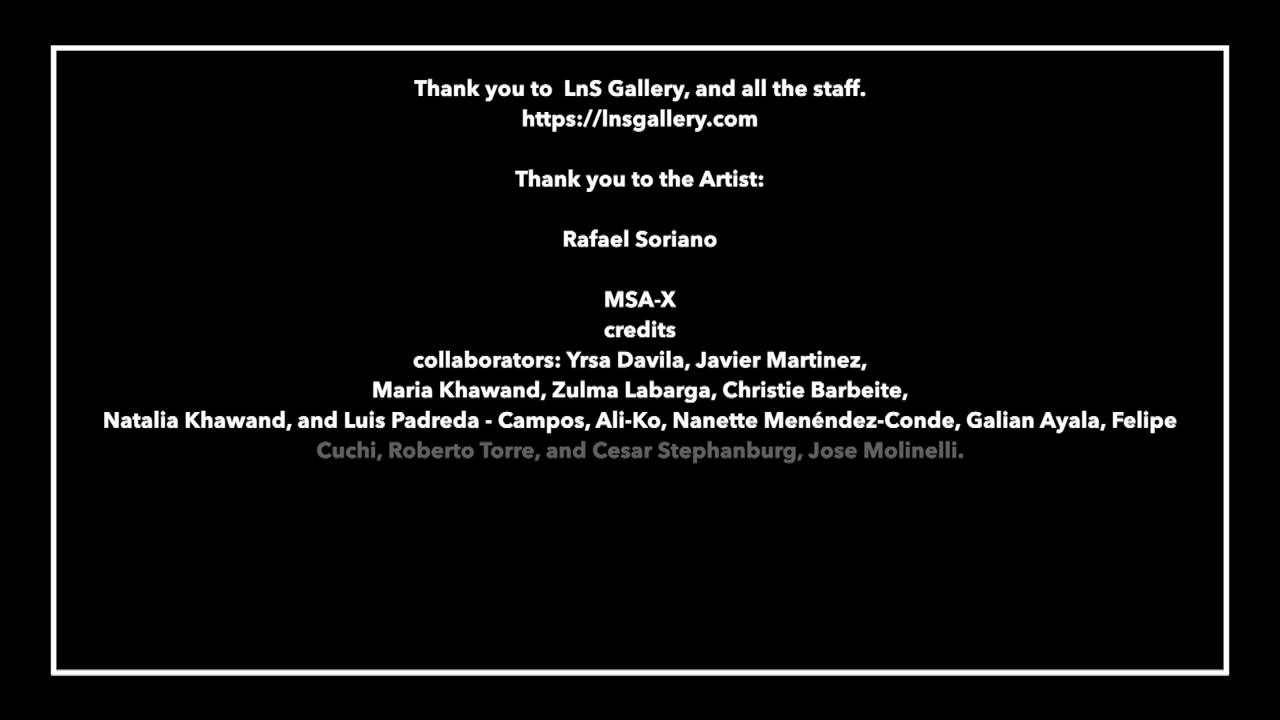 Thank you to  LnS Gallery, and all the staff.
https://lnsgallery.com
Thank you to the Artist:
Rafael Soriano
MSA-X
credits
collaborators: Yrsa Davila, Javier Martinez,
Maria Khawand, Zulma Labarga, Christie Barbeite,
Natalia Khawand, and Luis Padreda - Campos, Ali-Ko, Nanette Menéndez-Conde, Galian Ayala, Felipe
Cuchi, Roberto Torre, and Cesar Stephanburg, Jose Molinelli.